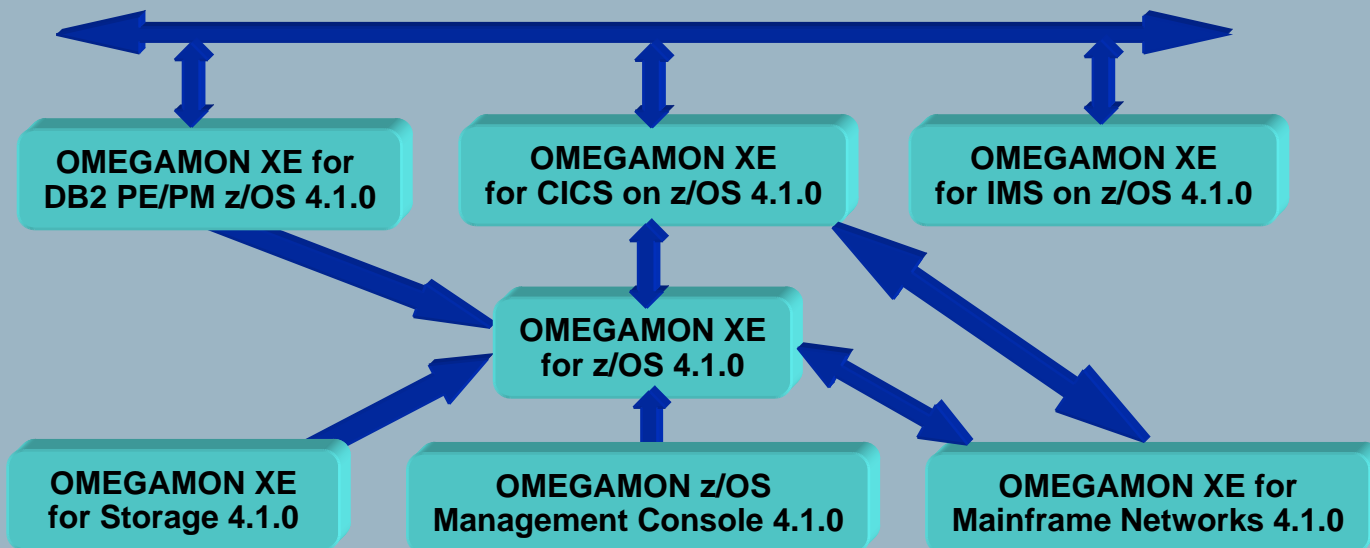 OMEGAMON XE for
DB2 PE/PM z/OS 4.1.0
OMEGAMON XE
for CICS on z/OS 4.1.0
OMEGAMON XE
for IMS on z/OS 4.1.0
OMEGAMON XE
for z/OS 4.1.0
OMEGAMON XE
for Storage 4.1.0
OMEGAMON z/OS
Management Console 4.1.0
OMEGAMON XE for
Mainframe Networks 4.1.0